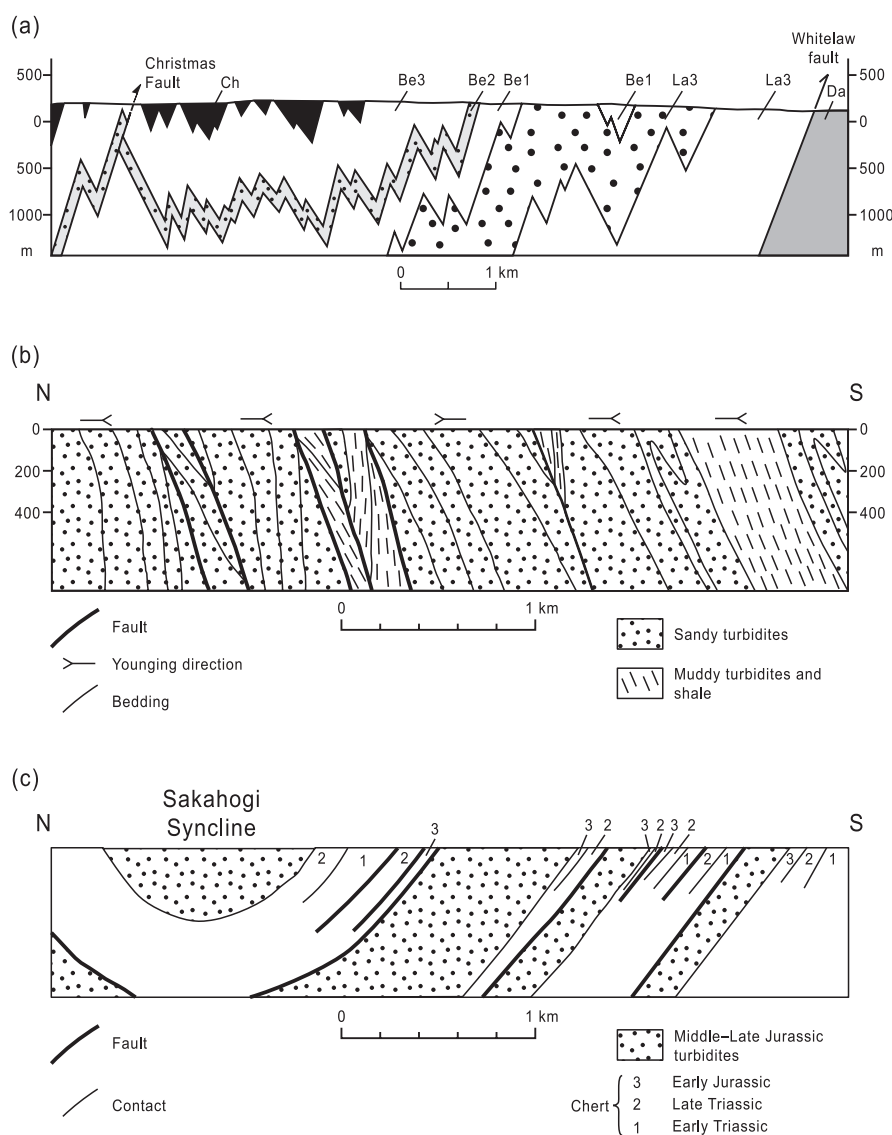 (a)
Christmas
Fault
Ch
Be3
Be2
Be1
Be1
La3
La3
Whitelaw
fault
Da
500
0
500
1000
m
500
0
500
1000
m
0 1 km
(b)
N S
0
200
400
0
200
400
0 1 km
Fault
Younging direction
Bedding
Sandy turbidites
Muddy turbidites and
shale
(c)
Sakahogi
Syncline
N S
2 1 2 3
3 2 3 2 3 2
1 2 1 3 2 1
0 1 km
Fault
Contact
Middle–Late Jurassic
turbidites
Chert
3 Early Jurassic
2 Late Triassic
1 Early Triassic